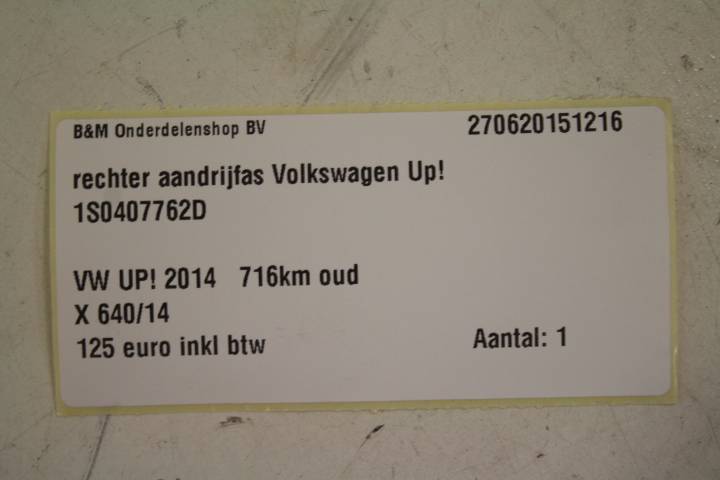 B&M Onderdelenshop BV 270620151216
rechter aandrijfas Volkswagen Up!
1S0407762D
VW UP! 2014 716km oud
X 640/14
125 euro inkl btw Aantal: 1